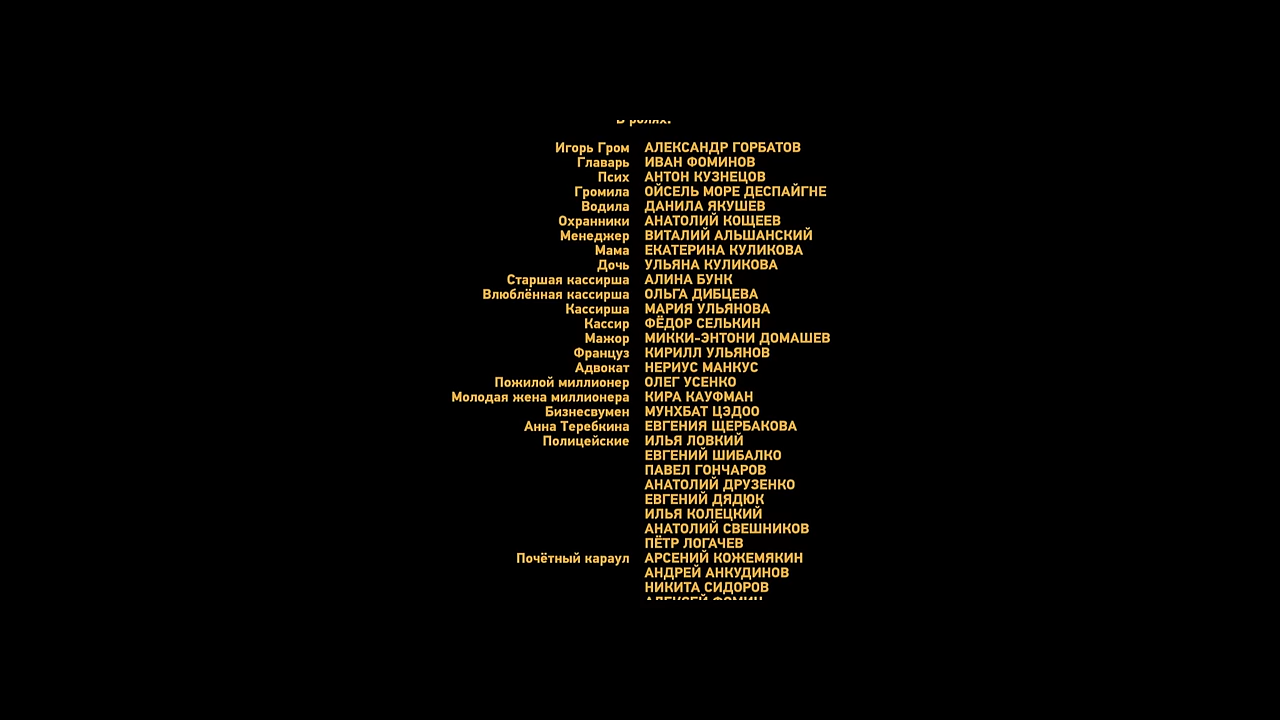 В ролях:
Игорь Гром АЛЕКСАНДР ГОРБАТОВ
Главарь ИВАН ФОМИНОВ
Псих АНТОН КУЗНЕЦОВ
Громила ОЙСЕЛЬ МОРЕ ДЕСПАЙГНЕ
Водила ДАНИЛА ЯКУШЕВ
Охранники АНАТОЛИЙ КОЩЕЕВ
Менеджер ВИТАЛИЙ АЛЬШАНСКИЙ
Мама ЕКАТЕРИНА КУЛИКОВА
Дочь УЛЬЯНА КУЛИКОВА
Старшая кассирша АЛИНА БУНК
Влюблённая кассирша ОЛЬГА ДИБЦЕВА
Кассирша МАРИЯ УЛЬЯНОВА
Кассир ФЁДОР СЕЛЬКИН
Мажор МИККИ-ЭНТОНИ ДОМАШЕВ
Француз КИРИЛЛ УЛЬЯНОВ
Адвокат НЕРИУС МАНКУС
Пожилой миллионер ОЛЕГ УСЕНКО
Молодая жена миллионера КИРА КАУФМАН
Бизнесвумен МУНХБАТ ЦЭДОО
Анна Теребкина ЕВГЕНИЯ ЩЕРБАКОВА
Полицейские ИЛЬЯ ЛОВКИЙ
ЕВГЕНИЙ ШИБАЛКО
ПАВЕЛ ГОНЧАРОВ
АНАТОЛИЙ ДРУЗЕНКО
ЕВГЕНИЙ ДЯДЮК
ИЛЬЯ КОЛЕЦКИЙ
АНАТОЛИЙ СВЕШНИКОВ
ПЁТР ЛОГАЧЕВ
Почётный караул АРСЕНИЙ КОЖЕМЯКИН
АНДРЕЙ АНКУДИНОВ
НИКИТА СИДОРОВ
АЛЕКСЕЙ ФОМИН